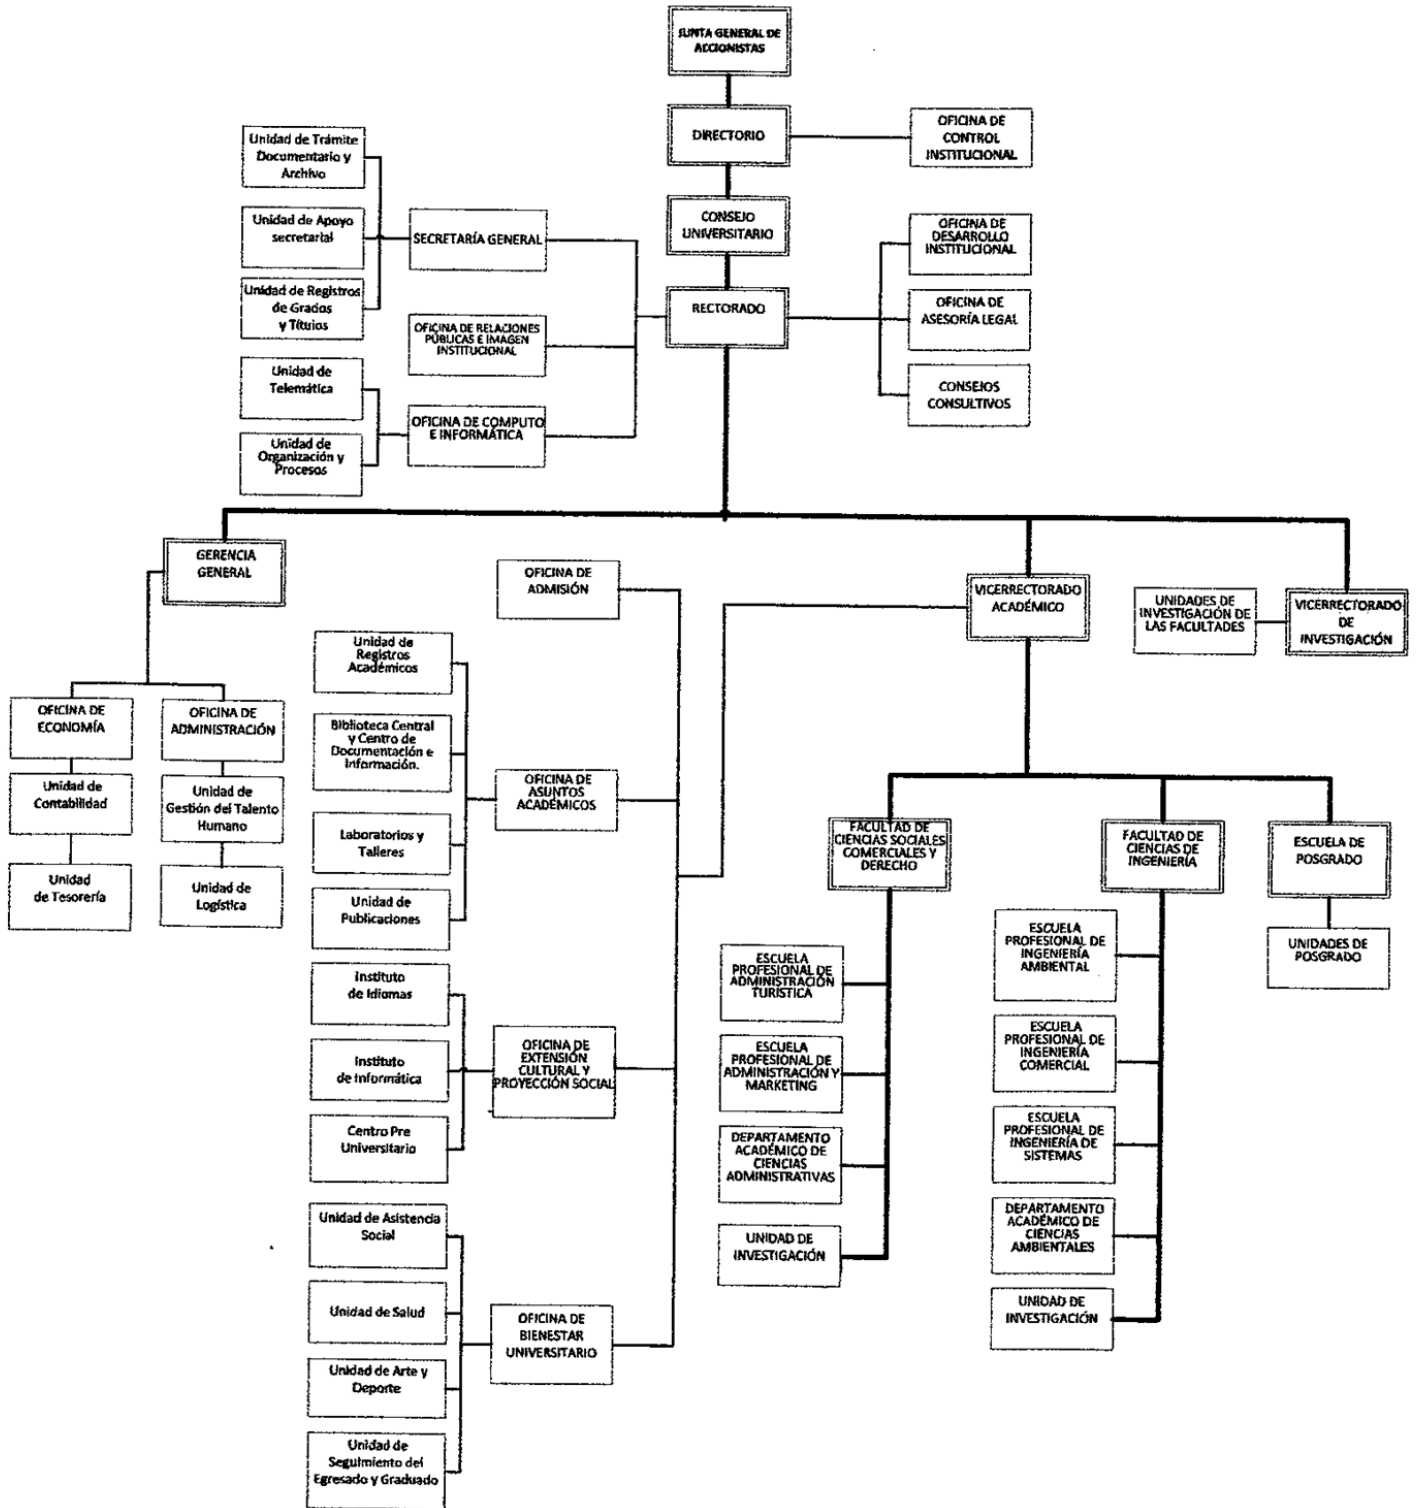 JUNTA GENERAL DE
ACCIONISTAS
DIRECTORIO
OFICINA DE
CONTROL
INSTITUCIONAL
CONSEJO
UNIVERSITARIO
RECTORADO
OFICINA DE
DESARROLLO
INSTITUCIONAL
OFICINA DE
ASESORÍA LEGAL
CONSEJOS
CONSULTIVOS
Unidad de Trámite
Documentario y
Archivo
Unidad de Apoyo
secretarial
Unidad de Registros
de Grados
y Títulos
SECRETARÍA GENERAL
OFICINA DE RELACIONES
PÚBLICAS E IMAGEN
INSTITUCIONAL
Unidad de
Telemática
Unidad de
Organización y
Procesos
OFICINA DE COMPUTO
E INFORMÁTICA
GERENCIA
GENERAL
OFICINA DE
ECONOMÍA
OFICINA DE
ADMINISTRACIÓN
Unidad de
Contabilidad
Unidad de
Gestión del Talento
Humano
Unidad
de Tesorería
Unidad de
Logística
OFICINA DE
ADMISIÓN
Unidad de
Registros
Académicos
Biblioteca Central
y Centro de
Documentación e
Información.
Laboratorios y
Talleres
Unidad de
Publicaciones
OFICINA DE
ASUNTOS
ACADÉMICOS
Instituto
de Idiomas
Instituto
de Informática
Centro Pre
Universitario
OFICINA DE
EXTENSIÓN
CULTURAL Y
PROYECCIÓN SOCIAL
Unidad de Asistencia
Social
Unidad de Salud
Unidad de Arte y
Deporte
Unidad de
Seguimiento del
Egresado y Graduado
OFICINA DE
BIENESTAR
UNIVERSITARIO
VICERRECTORADO
ACADÉMICO
UNIDADES DE
INVESTIGACIÓN DE
LAS FACULTADES
VICERRECTORADO
DE
INVESTIGACIÓN
FACULTAD DE
CIENCIAS SOCIALES
COMERCIALES Y
DERECHO
FACULTAD DE
CIENCIAS DE
INGENIERÍA
ESCUELA DE
POSGRADO
UNIDADES DE
POSGRADO
ESCUELA
PROFESIONAL DE
ADMINISTRACIÓN
TURÍSTICA
ESCUELA
PROFESIONAL DE
ADMINISTRACIÓN Y
MARKETING
DEPARTAMENTO
ACADÉMICO DE
CIENCIAS
ADMINISTRATIVAS
UNIDAD DE
INVESTIGACIÓN
ESCUELA
PROFESIONAL DE
INGENIERÍA
AMBIENTAL
ESCUELA
PROFESIONAL DE
INGENIERÍA
COMERCIAL
ESCUELA
PROFESIONAL DE
INGENIERÍA DE
SISTEMAS
DEPARTAMENTO
ACADÉMICO DE
CIENCIAS
AMBIENTALES
UNIDAD DE
INVESTIGACIÓN